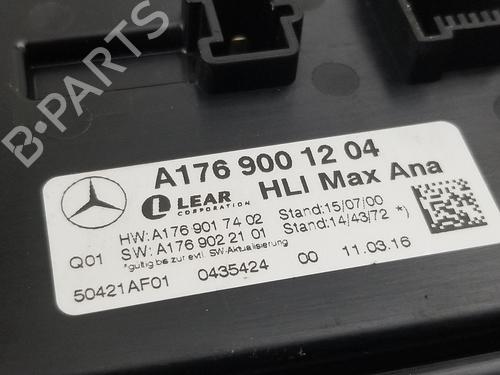 B·PARTS
A176 900 12 04
LEAR
CORPORATION
HLI Max Ana
HW:A176 901 74 02 Stand:15/07/00
Q01 SW:A176 902 21 01 Stand:14/43/72 *)
*gültig bis zur evtl. SW-Aktualisierung
50421AF01 0435424 00 11.03.16